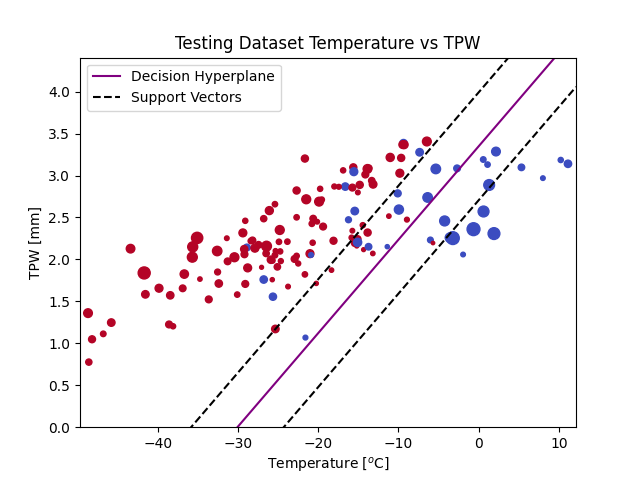 Testing Dataset Temperature vs TPW
Decision Hyperplane
Support Vectors
TPW [mm]
4.0
3.5
3.0
2.5
2.0
1.5
1.0
0.5
0.0
−40 −30 −20 −10 0 10
Temperature [°C]